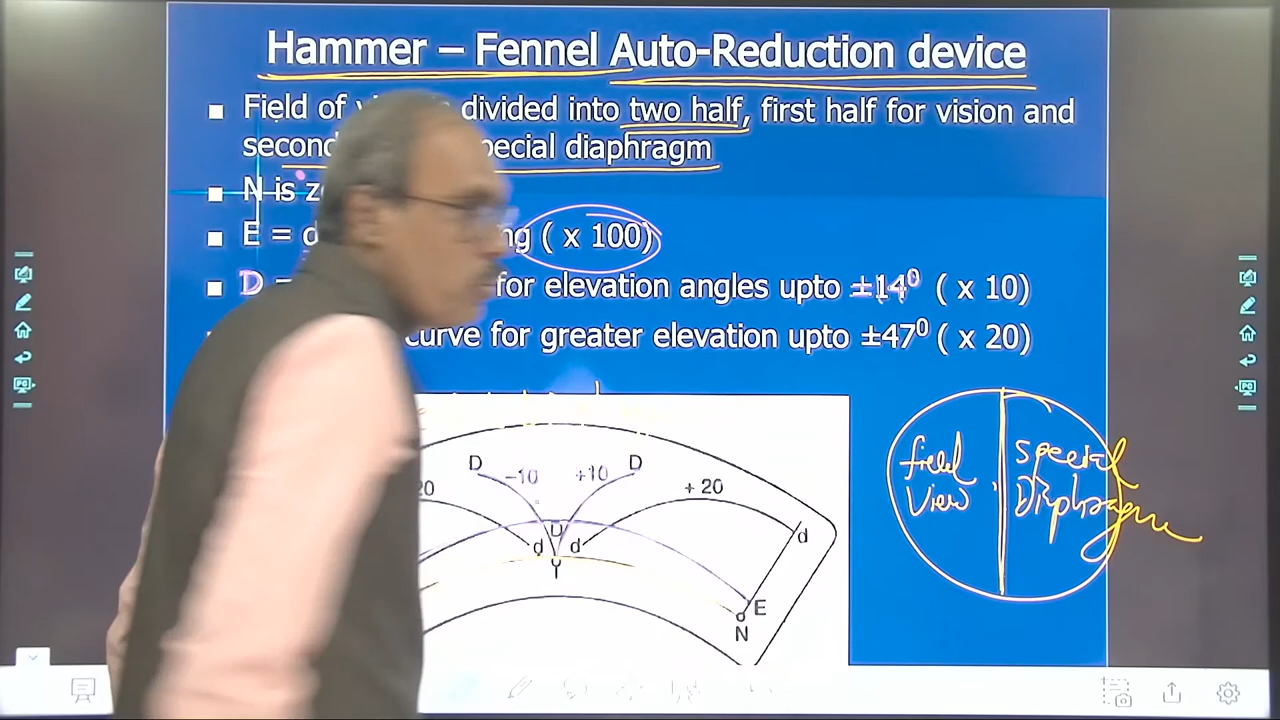 Hammer – Fennel Auto-Reduction device
Field of divided into two half, first half for vision and
special diaphragm
N is
E = ( x 100)
D = for elevation angles upto ±14⁰ ( x 10)
curve for greater elevation upto ±47⁰ ( x 20)
D -10 +10 D
20 + 20
D
d d d
E
N
field
View
special
Diaphragm